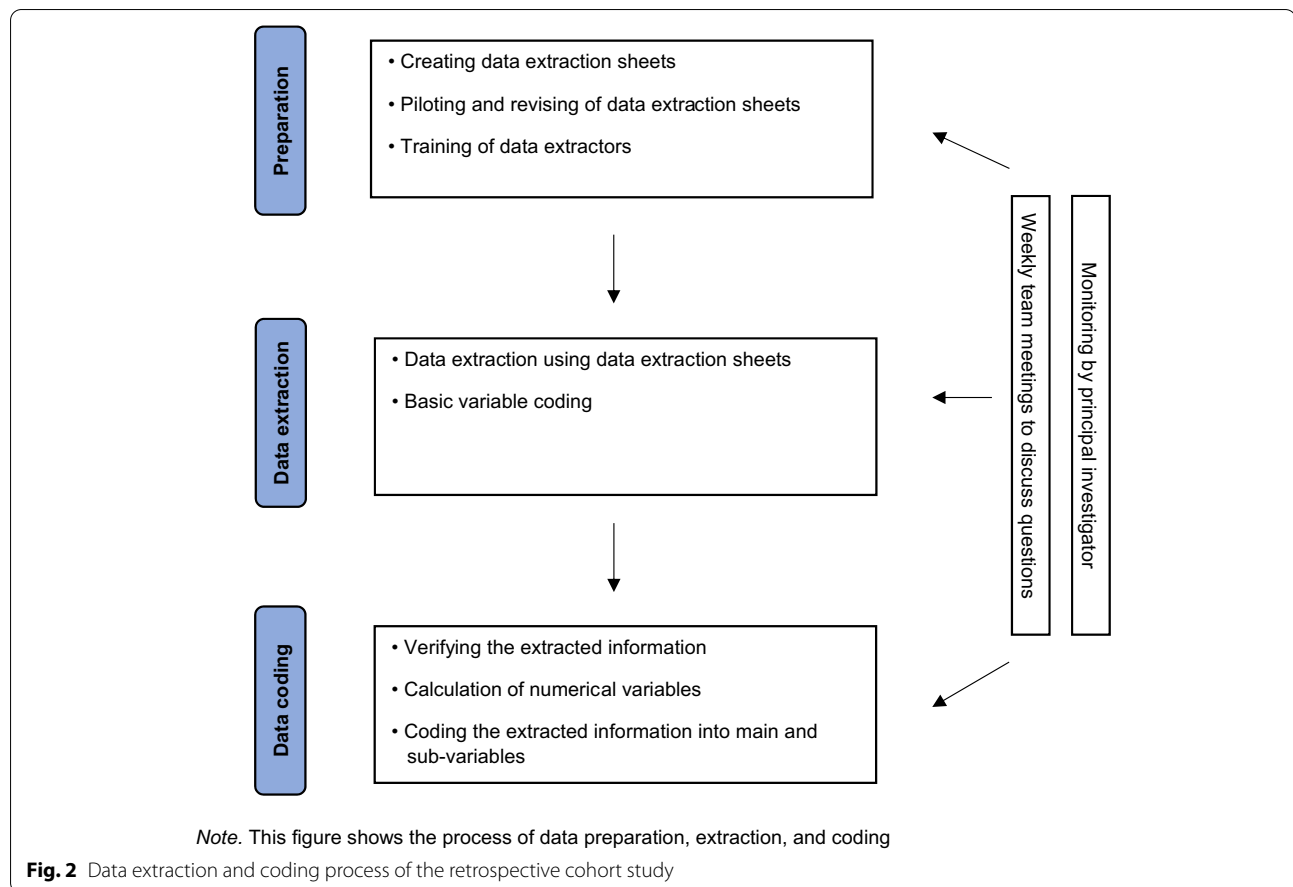 Preparation
• Creating data extraction sheets
• Piloting and revising of data extraction sheets
• Training of data extractors
Data extraction
• Data extraction using data extraction sheets
• Basic variable coding
Data coding
• Verifying the extracted information
• Calculation of numerical variables
• Coding the extracted information into main and
sub-variables
Weekly team meetings to discuss questions
Monitoring by principal investigator
Note. This figure shows the process of data preparation, extraction, and coding
Fig. 2 Data extraction and coding process of the retrospective cohort study